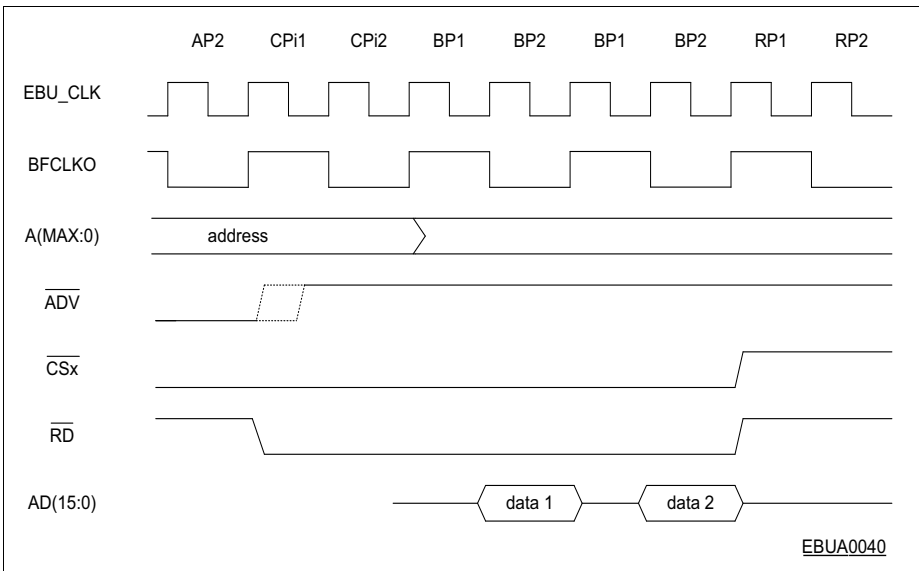 AP2 CPi1 CPi2 BP1 BP2 BP1 BP2 RP1 RP2
EBU_CLK
BFCLKO
A(MAX:0) address
ADV
CSx
RD
AD(15:0) data 1 data 2
EBUA0040